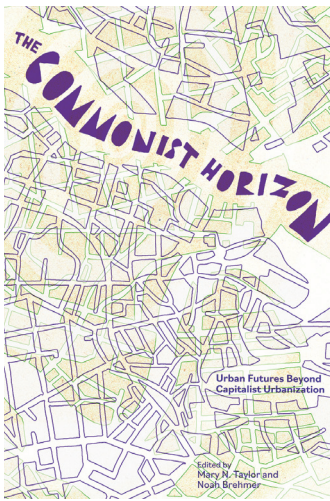 THE
COMMONIST HORIZON
Urban Futures Beyond
Capitalist Urbanization
Edited by
Mary N. Taylor and
Noah Brehmer